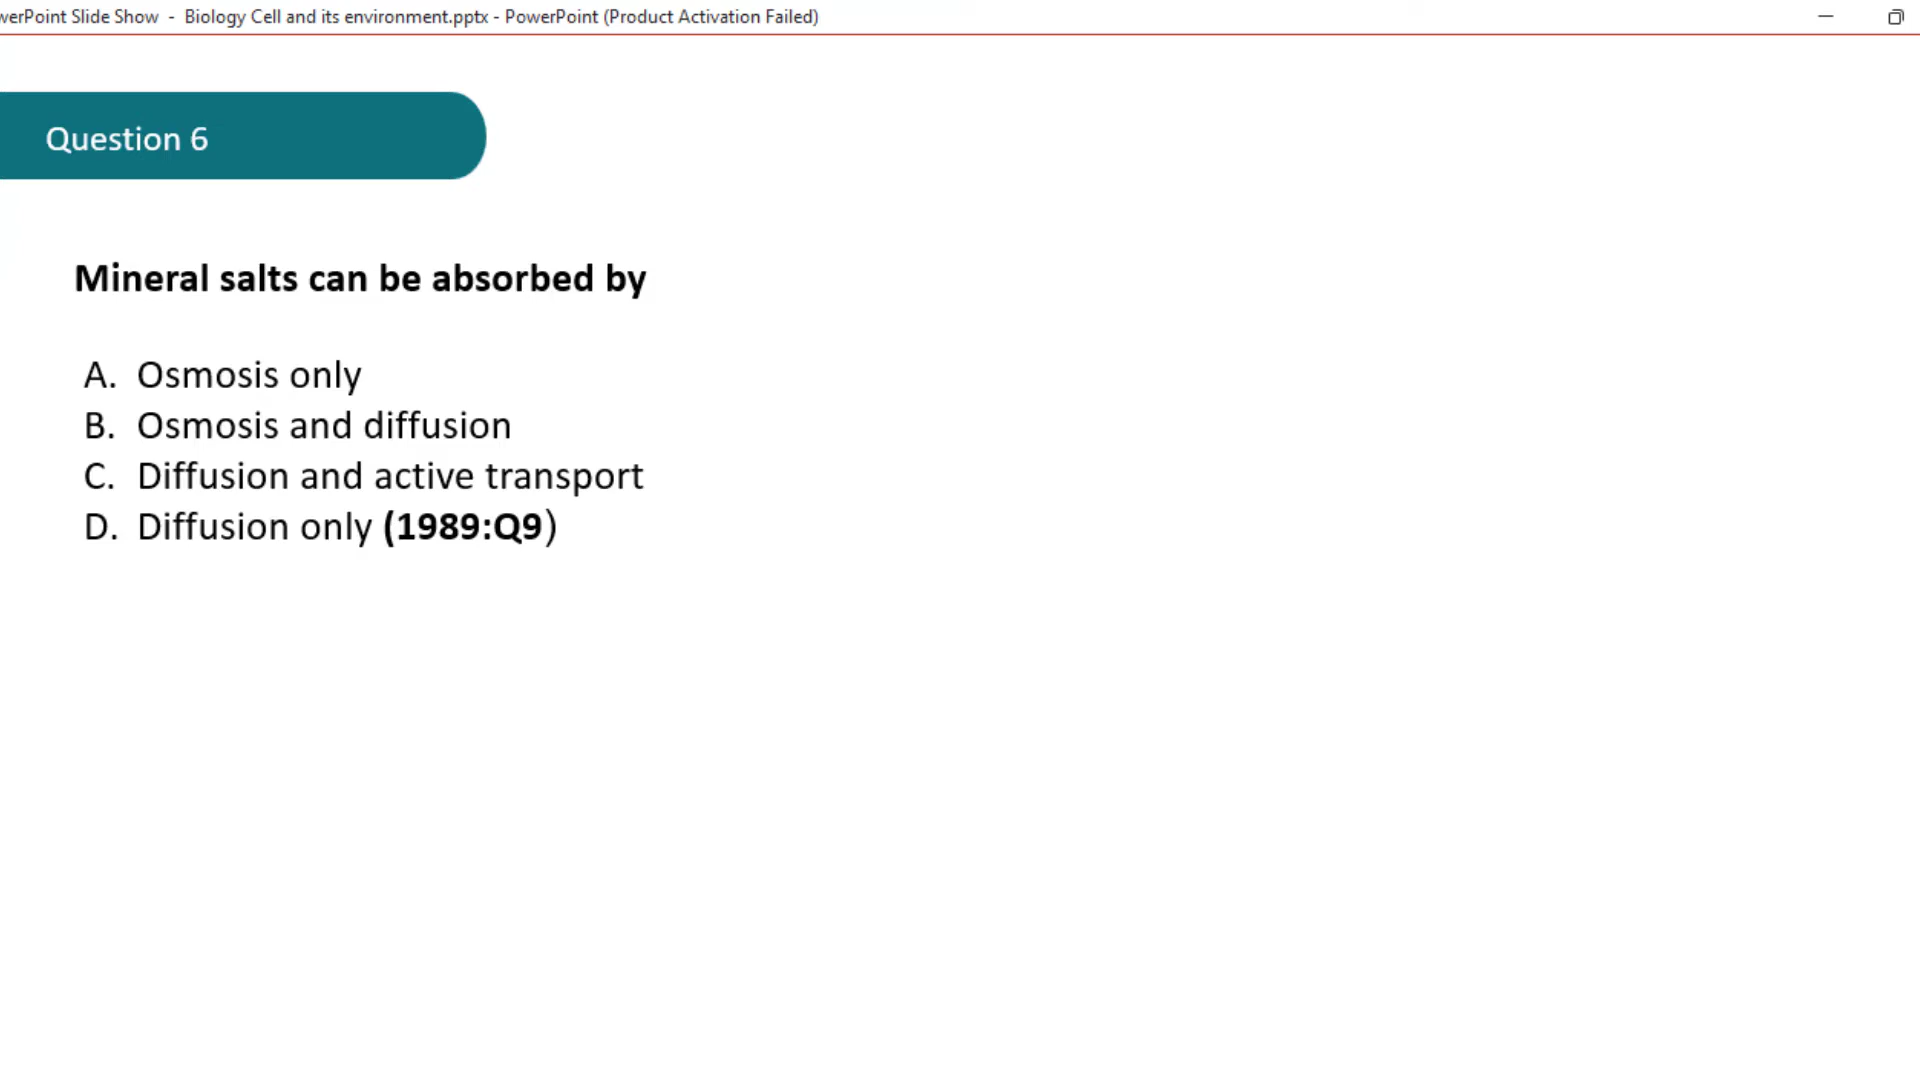 werPoint Slide Show - Biology Cell and its environment.pptx - PowerPoint (Product Activation Failed)
Question 6
Mineral salts can be absorbed by
A. Osmosis only
B. Osmosis and diffusion
C. Diffusion and active transport
D. Diffusion only (1989:Q9)